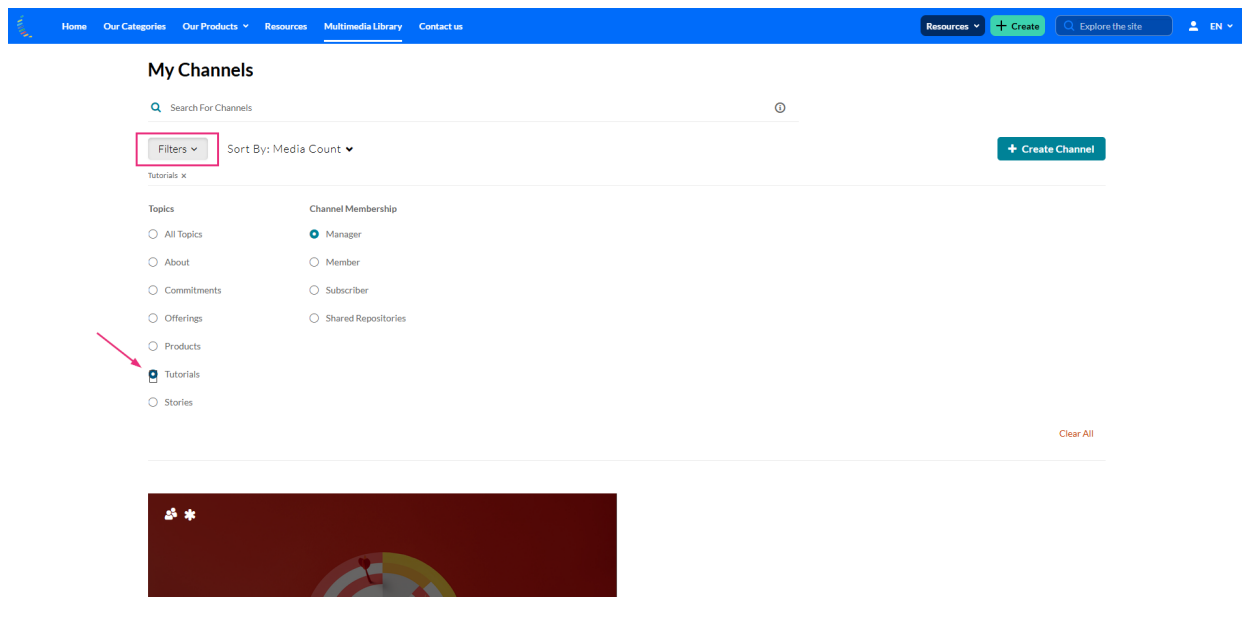 Home Our Categories Our Products Resources Multimedia Library Contact us Resources + Create Explore the site EN
My Channels
Search For Channels
Filters Sort By: Media Count + Create Channel
Tutorials ×
Topics Channel Membership
All Topics Manager
About Member
Commitments Subscriber
Offerings Shared Repositories
Products
Tutorials
Stories
Clear All